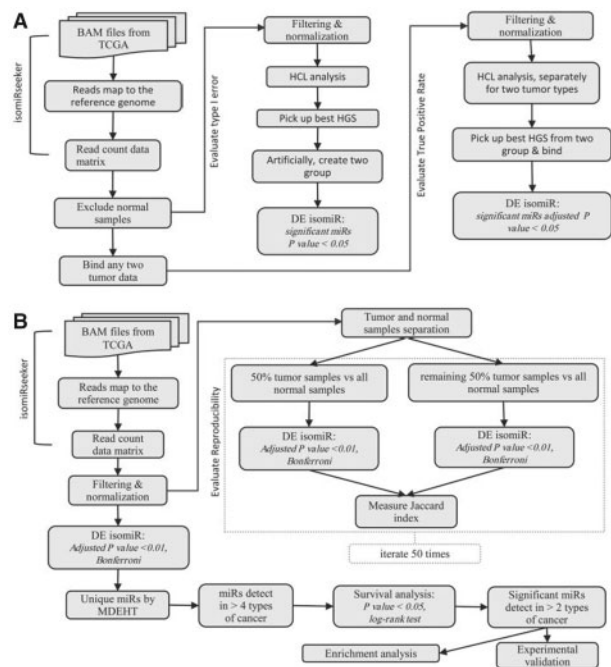 A
BAM files from
TCGA
isomiRseeker
Reads map to the
reference genome
Read count data
matrix
Exclude normal
samples
Bind any two
tumor data
Evaluate type I error
Filtering &
normalization
HCL analysis
Pick up best HGS
Artificially, create two
group
DE isomiR:
significant miRs
P value < 0.05
Evaluate True Positive Rate
Filtering &
normalization
HCL analysis, separately
for two tumor types
Pick up best HGS from two
group & bind
DE isomiR:
significant miRs adjusted P
value < 0.05
B
BAM files from
TCGA
isomiRseeker
Reads map to the
reference genome
Read count
data matrix
Filtering &
normalization
DE isomiR:
Adjusted P value <0.01,
Bonferroni
Unique miRs by
MDEHT
Tumor and normal
samples separation
Evaluate Reproducibility
50% tumor samples vs all
normal samples
remaining 50% tumor samples vs all
normal samples
DE isomiR:
Adjusted P value <0.01,
Bonferroni
DE isomiR:
Adjusted P value <0.01,
Bonferroni
Measure Jaccard
index
iterate 50 times
miRs detect
in > 4 types
of cancer
Survival analysis:
P value < 0.05,
log-rank test
Significant miRs
detect in > 2 types
of cancer
Enrichment analysis
Experimental
validation